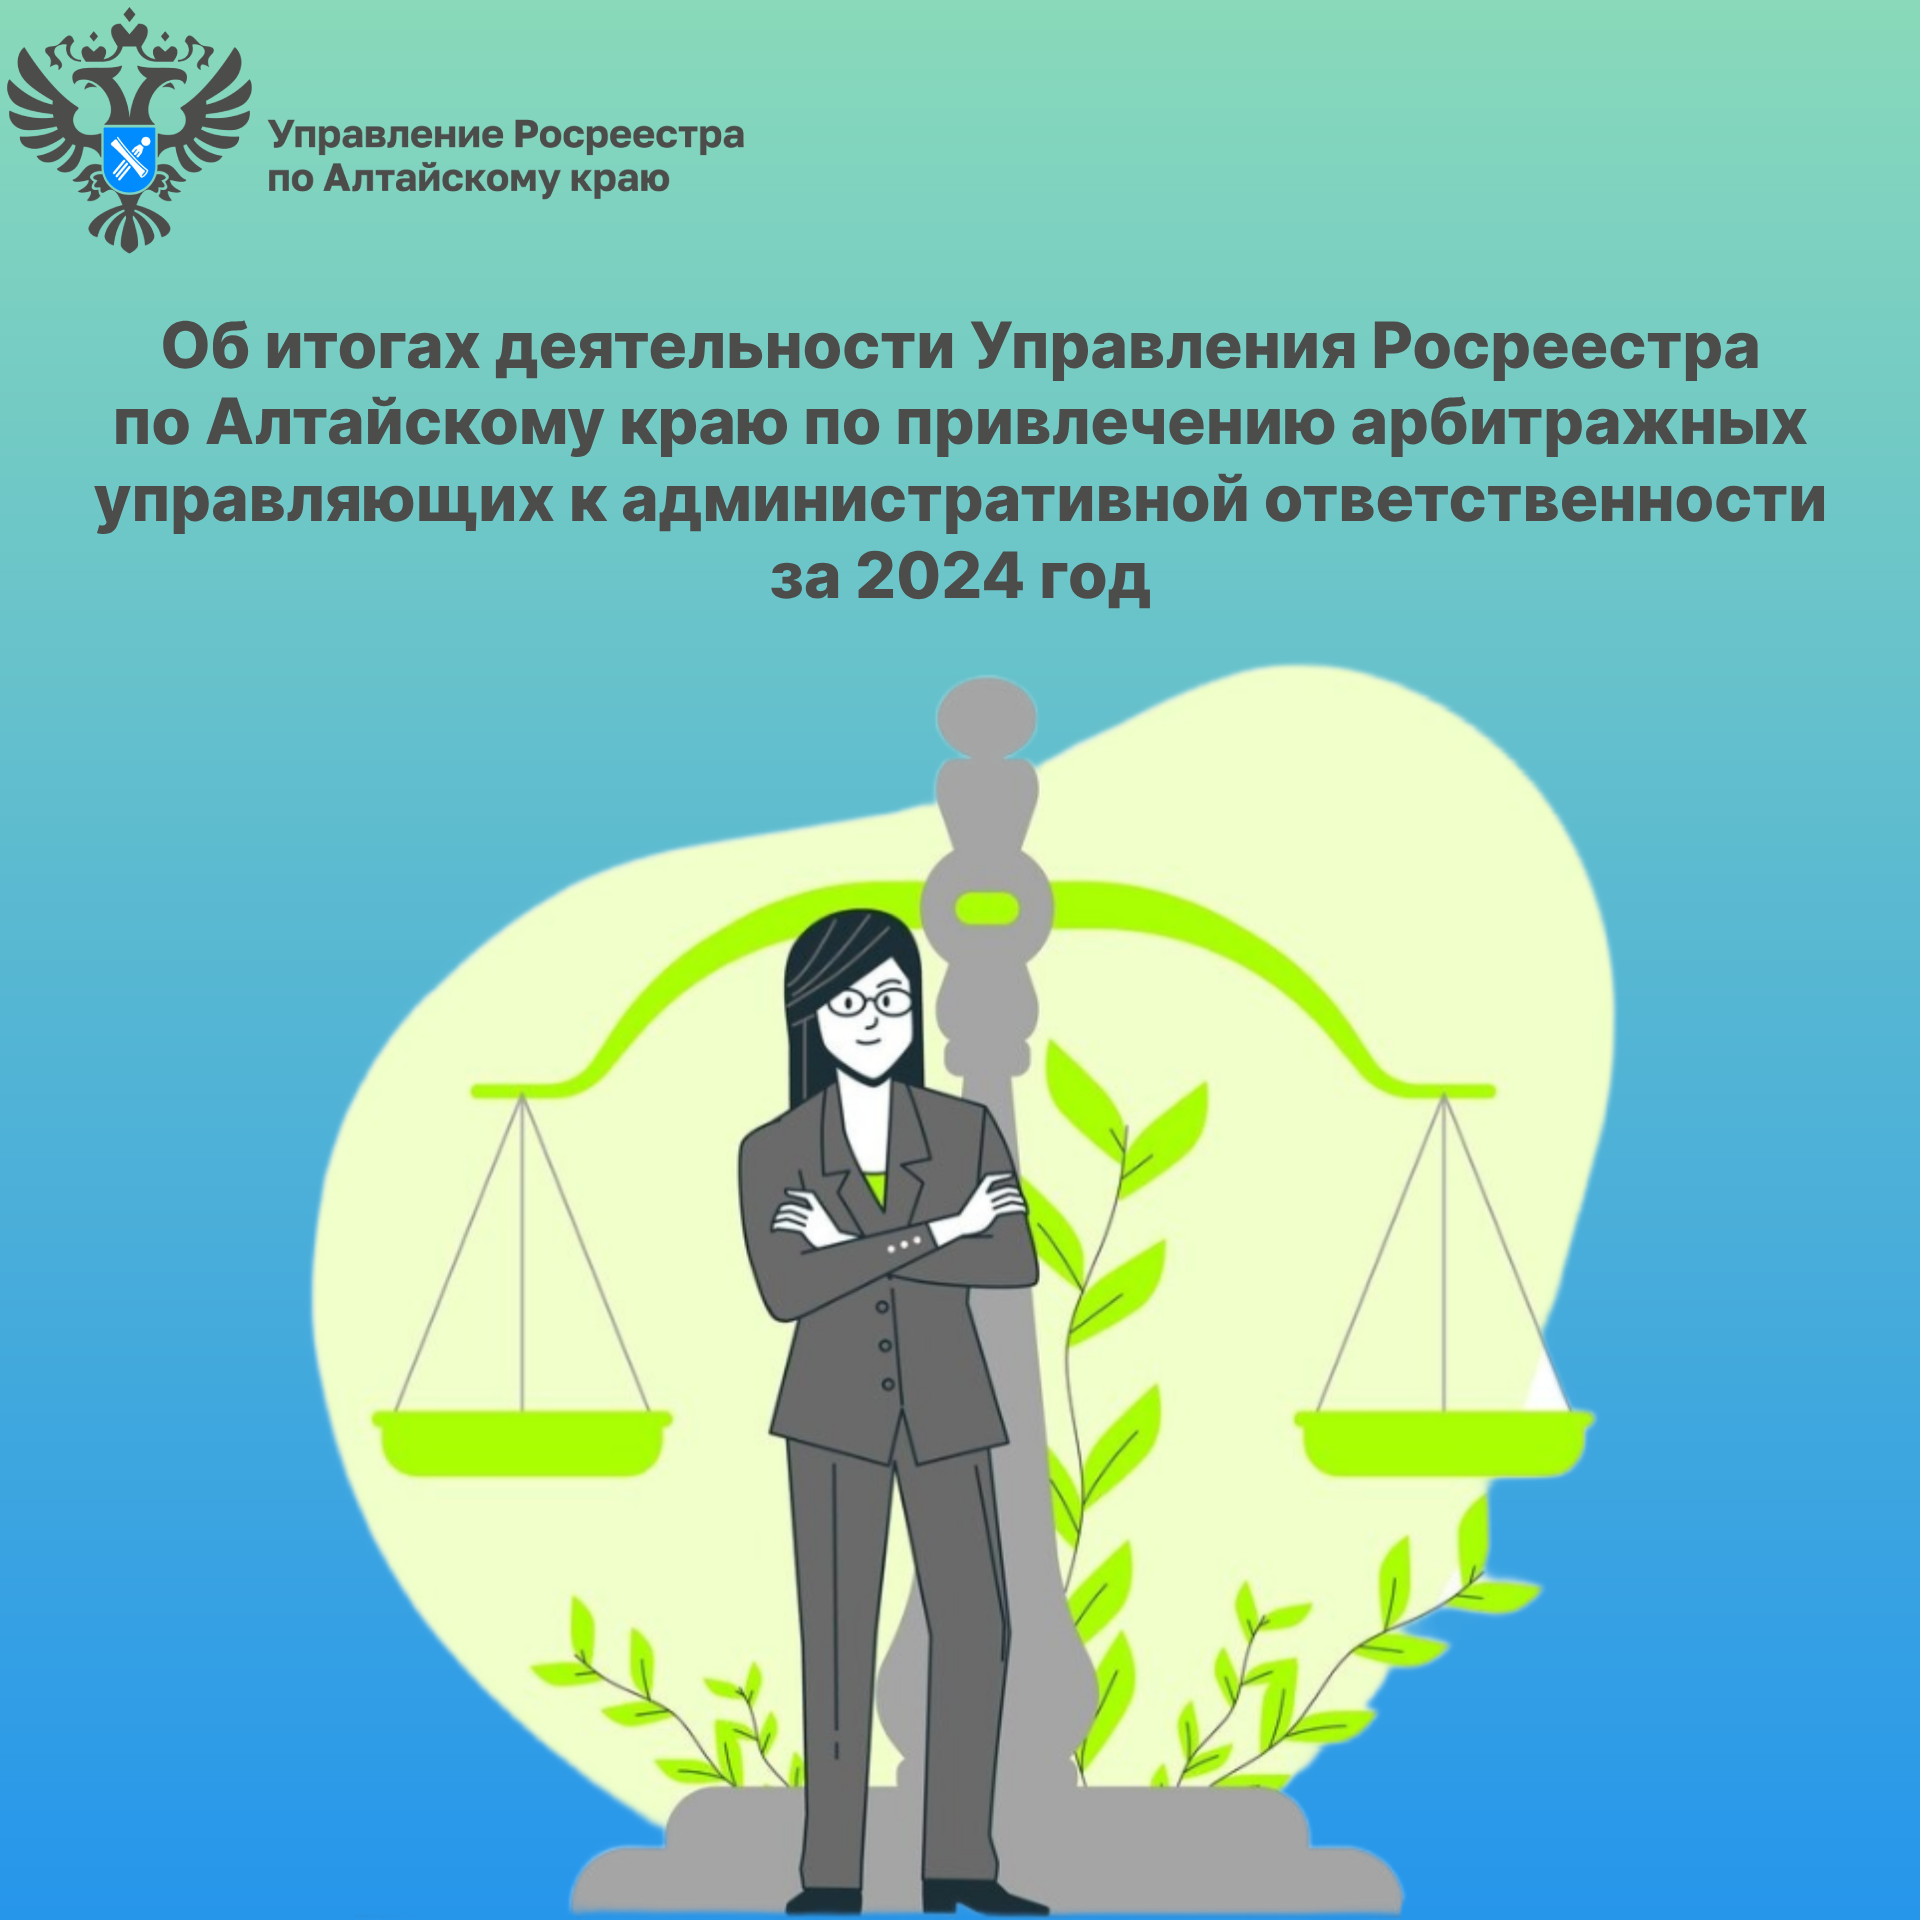 Управление Росреестра
по Алтайскому краю
Об итогах деятельности Управления Росреестра
по Алтайскому краю по привлечению арбитражных
управляющих к административной ответственности
за 2024 год